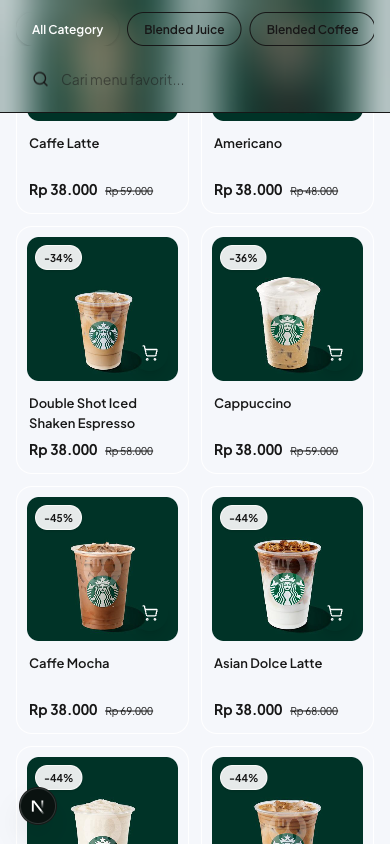 All Category
Blended Juice
Blended Coffee
Cari menu favorit...
Caffe Latte
Americano
Rp 38.000 Rp 59.000
Rp 38.000 Rp 48.000
-34%
-36%
Double Shot Iced
Shaken Espresso
Cappuccino
Rp 38.000 Rp 58.000
Rp 38.000 Rp 59.000
-45%
-44%
Caffe Mocha
Asian Dolce Latte
Rp 38.000 Rp 69.000
Rp 38.000 Rp 68.000
-44%
-44%
N